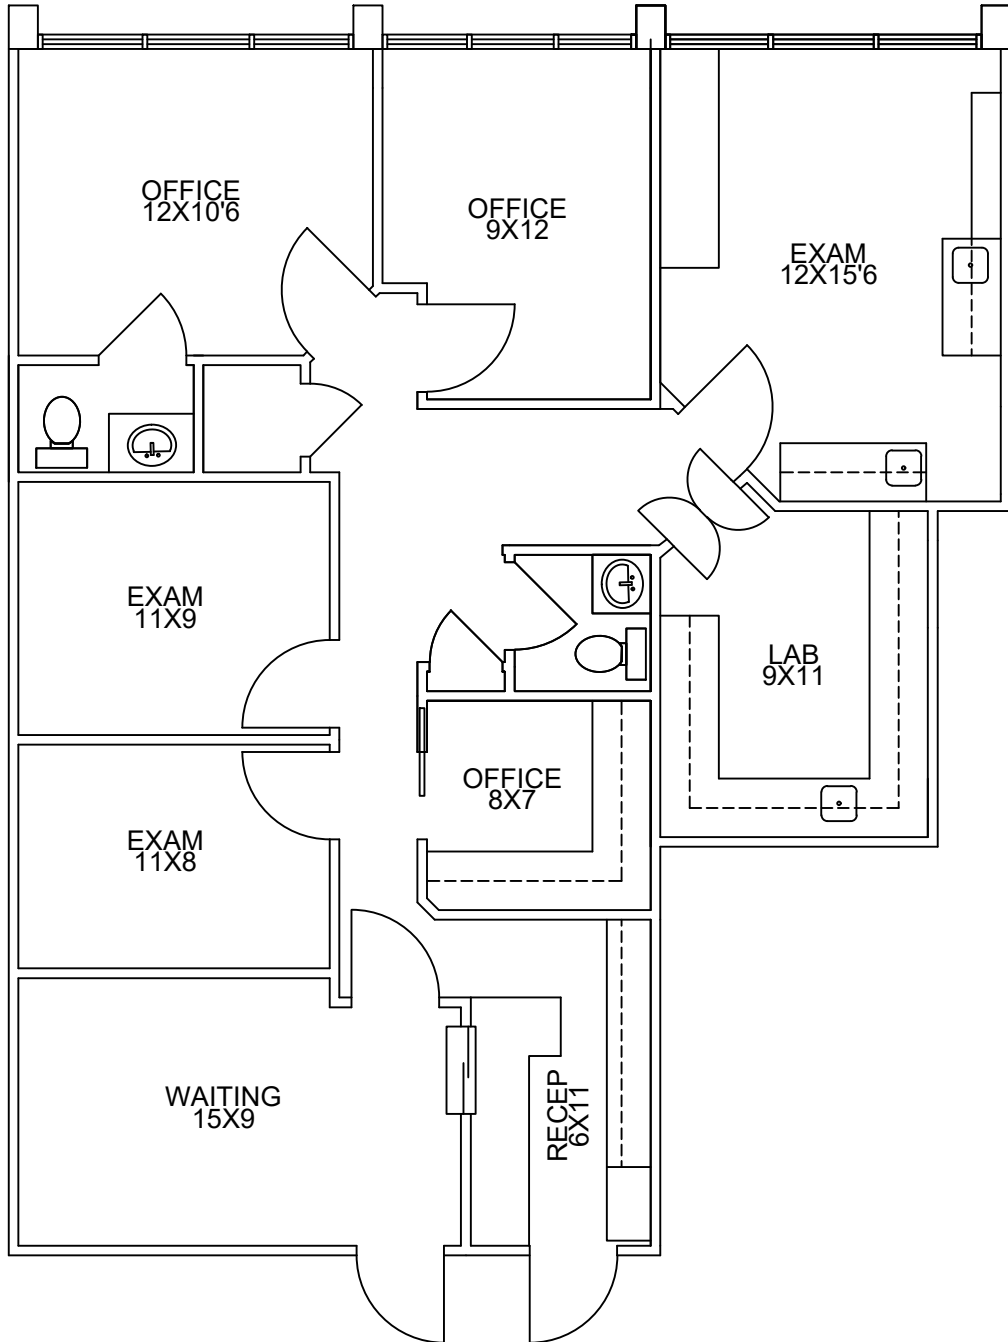 OFFICE
12X10'6
OFFICE
9X12
EXAM
12X15'6
EXAM
11X9
LAB
9X11
OFFICE
8X7
EXAM
11X8
WAITING
15X9
RECEP
6X11